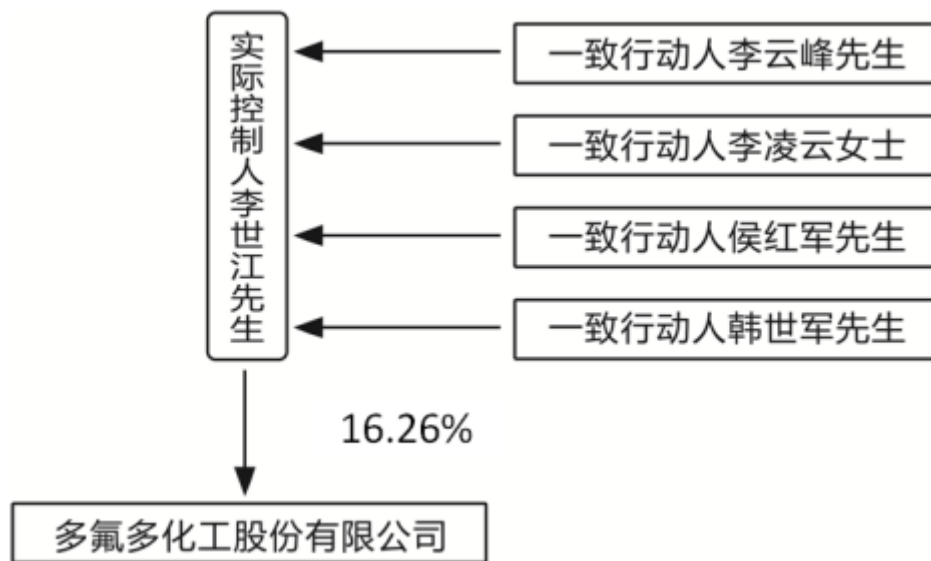 实际控制人李世江先生
一致行动人李云峰先生
一致行动人李凌云女士
一致行动人侯红军先生
一致行动人韩世军先生
16.26%
多氟多化工股份有限公司